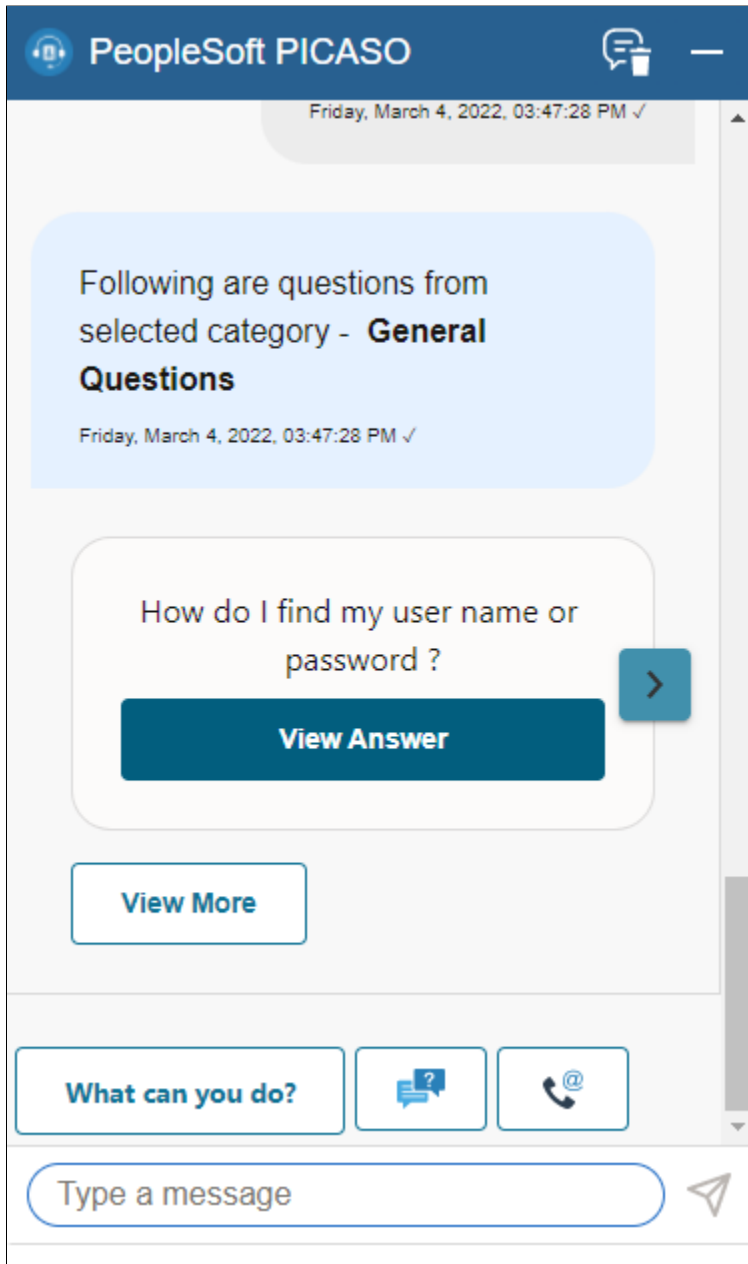 PeopleSoft PICASO
Friday, March 4, 2022, 03:47:28 PM ✓
Following are questions from
selected category -  General
Questions
Friday, March 4, 2022, 03:47:28 PM ✓
How do I find my user name or
password ?
View Answer
View More
What can you do?
?
@
Type a message